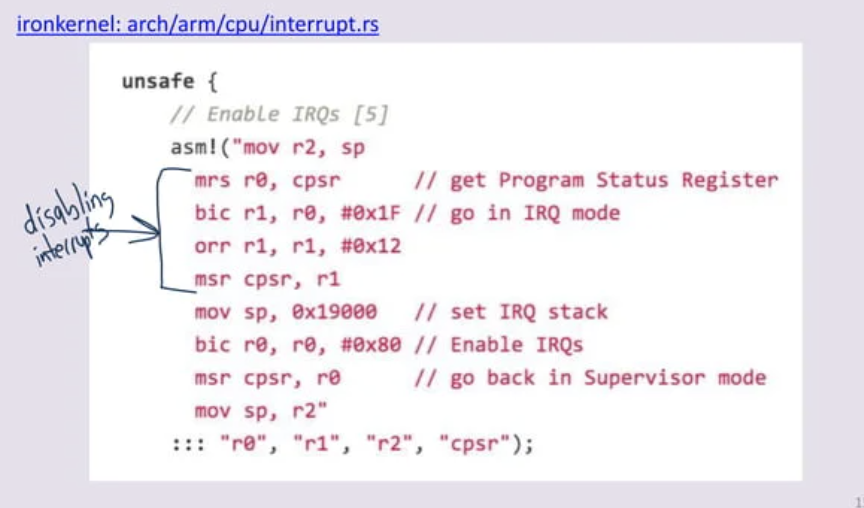 ironkernel: arch/arm/cpu/interrupt.rs
unsafe {
// Enable IRQs [5]
asm!("mov r2, sp
mrs r0, cpsr // get Program Status Register
bic r1, r0, #0x1F // go in IRQ mode
orr r1, r1, #0x12
msr cpsr, r1
mov sp, 0x19000 // set IRQ stack
bic r0, r0, #0x80 // Enable IRQs
msr cpsr, r0 // go back in Supervisor mode
mov sp, r2"
::: "r0", "r1", "r2", "cpsr");
disabling
interrupts